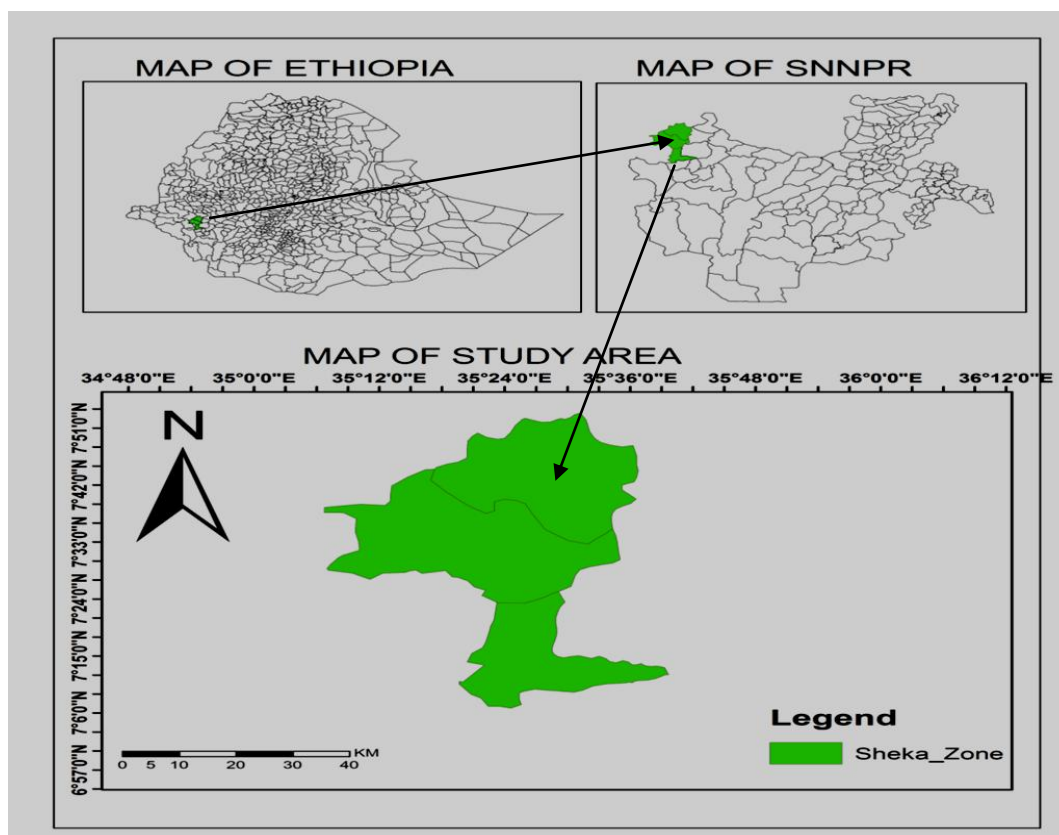 MAP OF ETHIOPIA
MAP OF SNNPR
MAP OF STUDY AREA
34°48'0"E 35°0'0"E 35°12'0"E 35°24'0"E 35°36'0"E 35°48'0"E 36°0'0"E 36°12'0"E
N
7°51'0"N
7°42'0"N
7°33'0"N
7°24'0"N
7°15'0"N
7°6'0"N
6°57'0"N
Legend
Sheka_Zone
KM
0 5 10 20 30 40